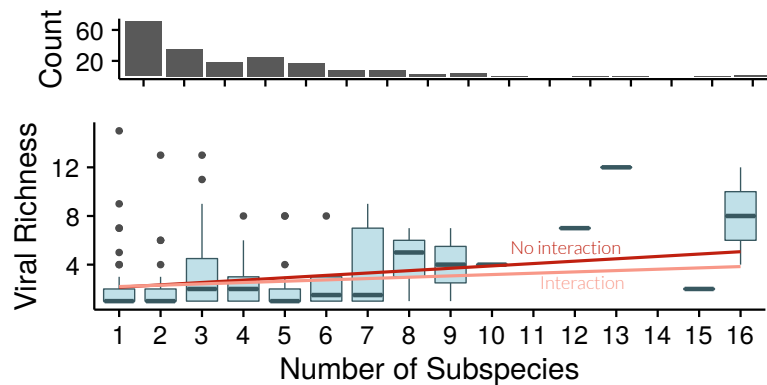 Count
60
20
Viral Richness
12
8
4
No interaction
Interaction
1 2 3 4 5 6 7 8 9 10 11 12 13 14 15 16
Number of Subspecies